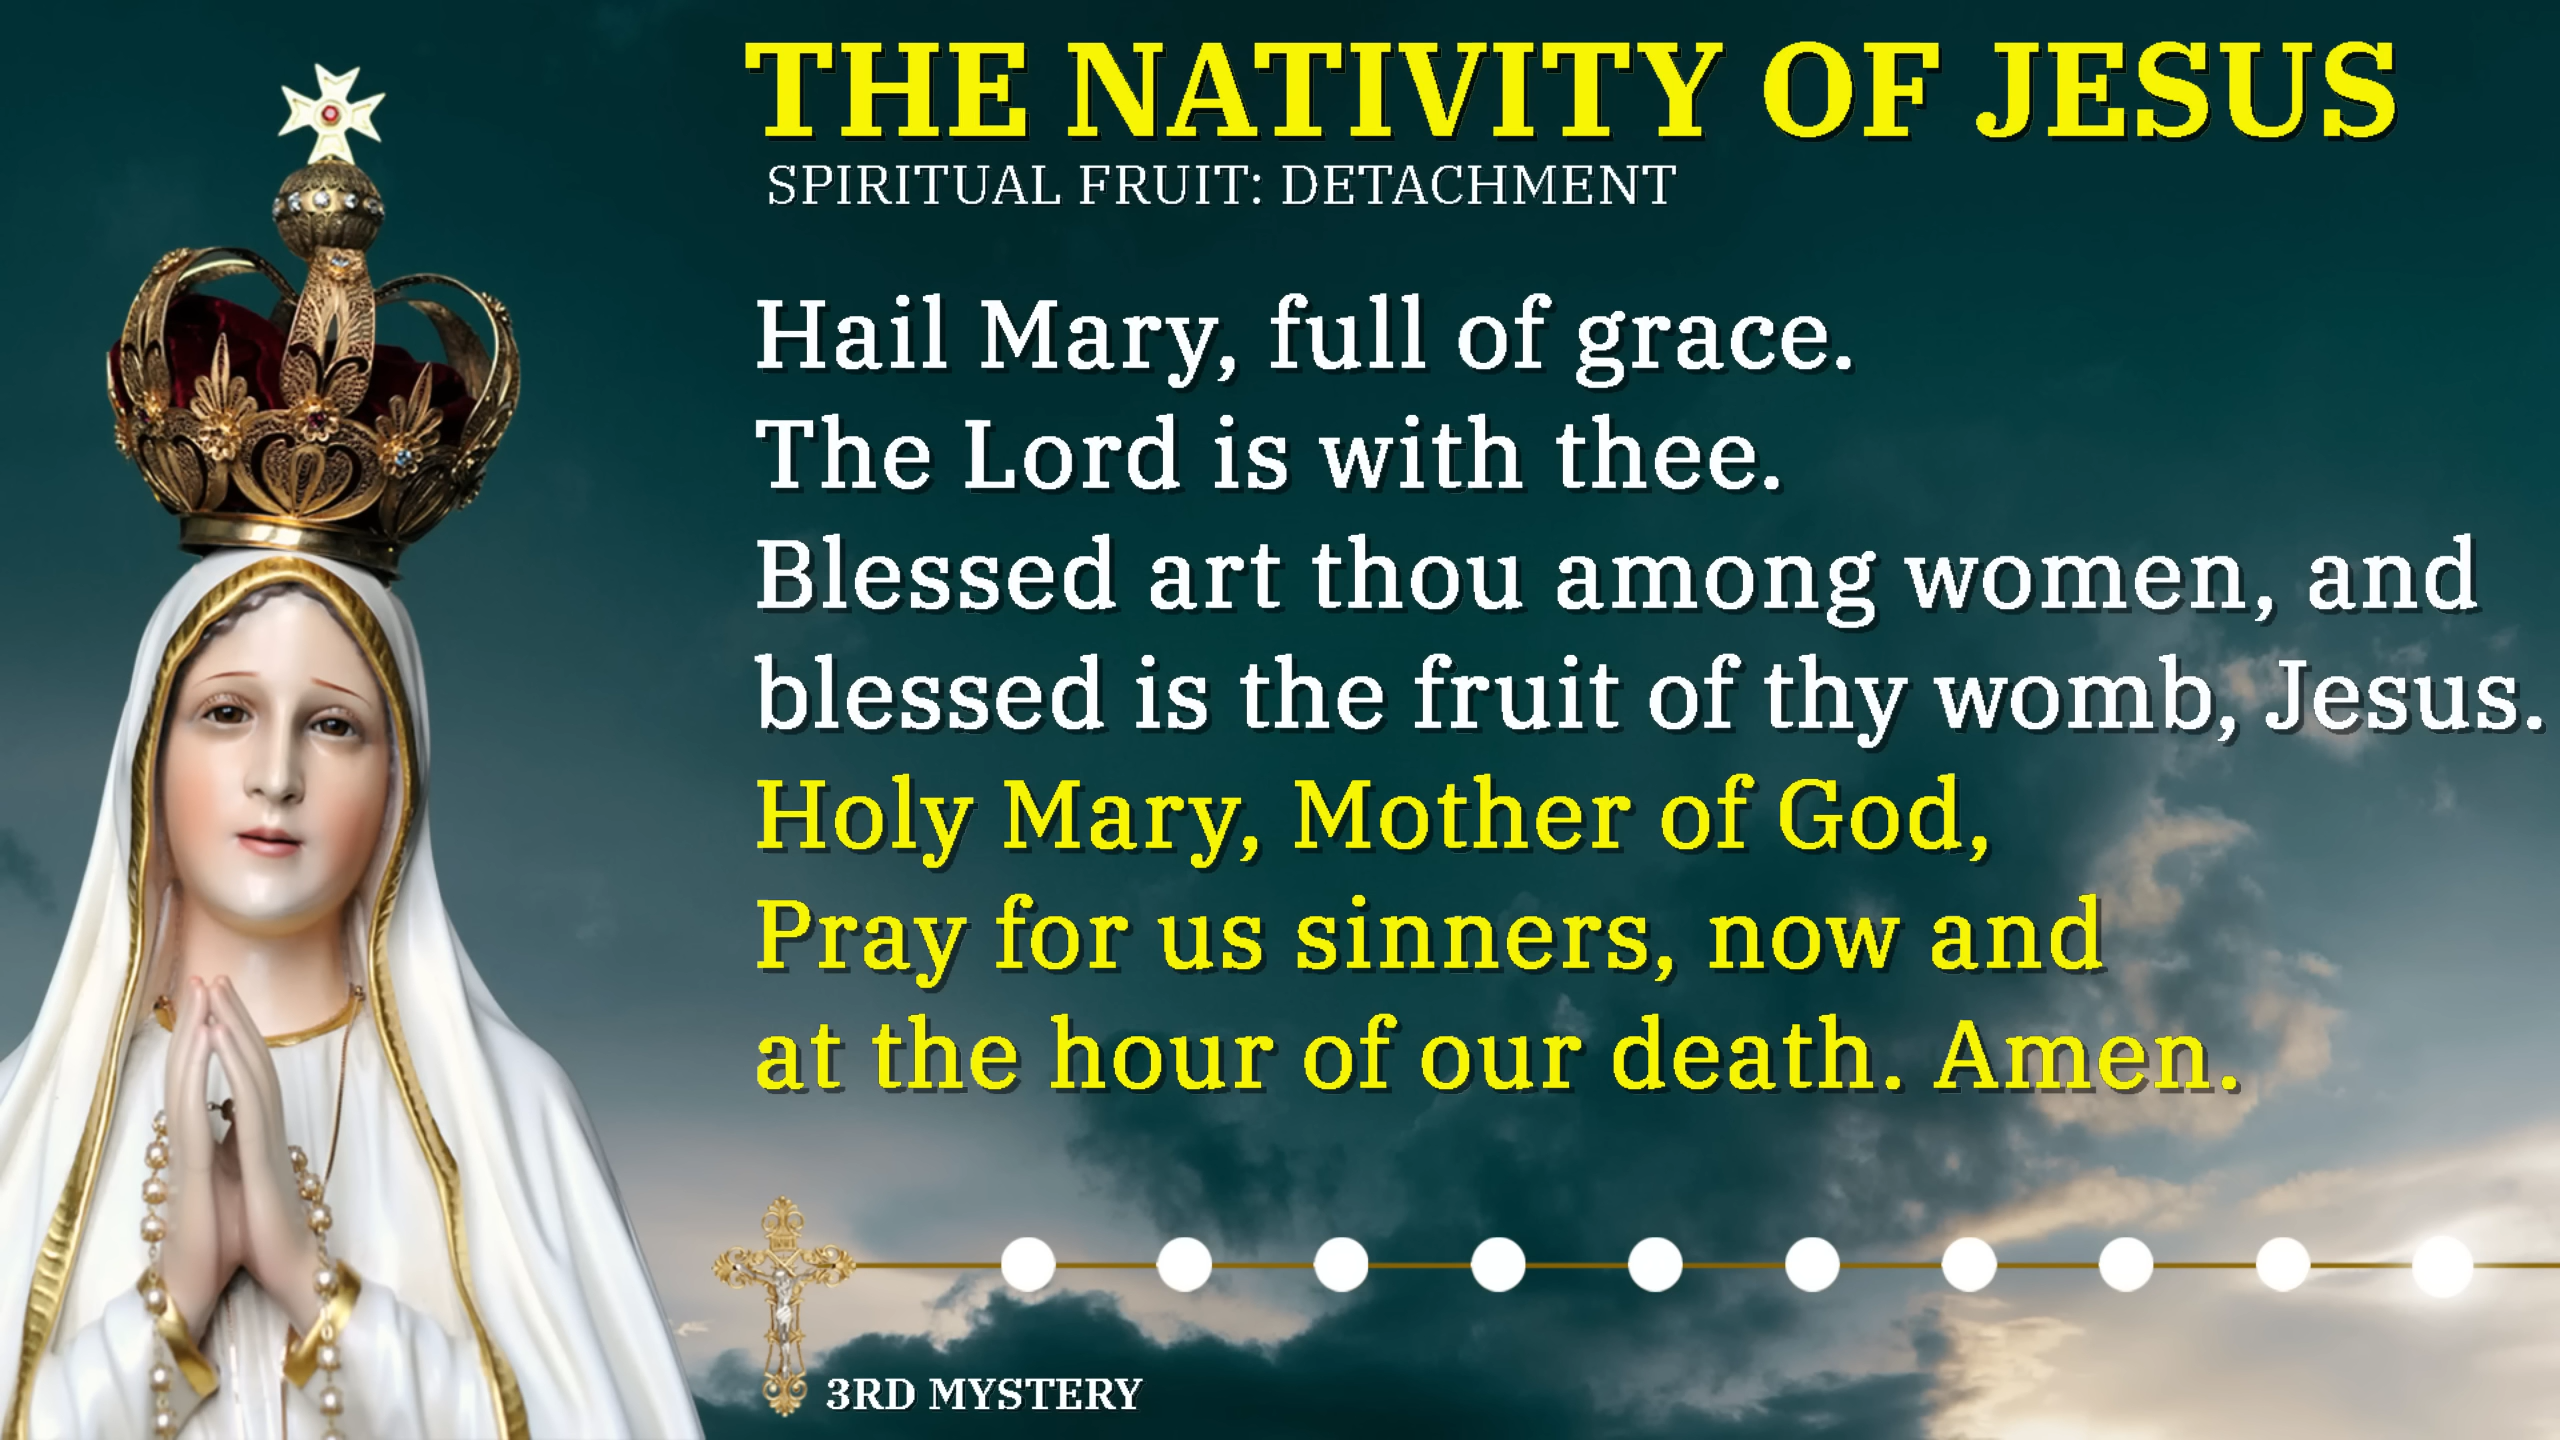 THE NATIVITY OF JESUS
SPIRITUAL FRUIT: DETACHMENT
Hail Mary, full of grace.
The Lord is with thee.
Blessed art thou among women, and
blessed is the fruit of thy womb, Jesus.
Holy Mary, Mother of God,
Pray for us sinners, now and
at the hour of our death. Amen.
3RD MYSTERY